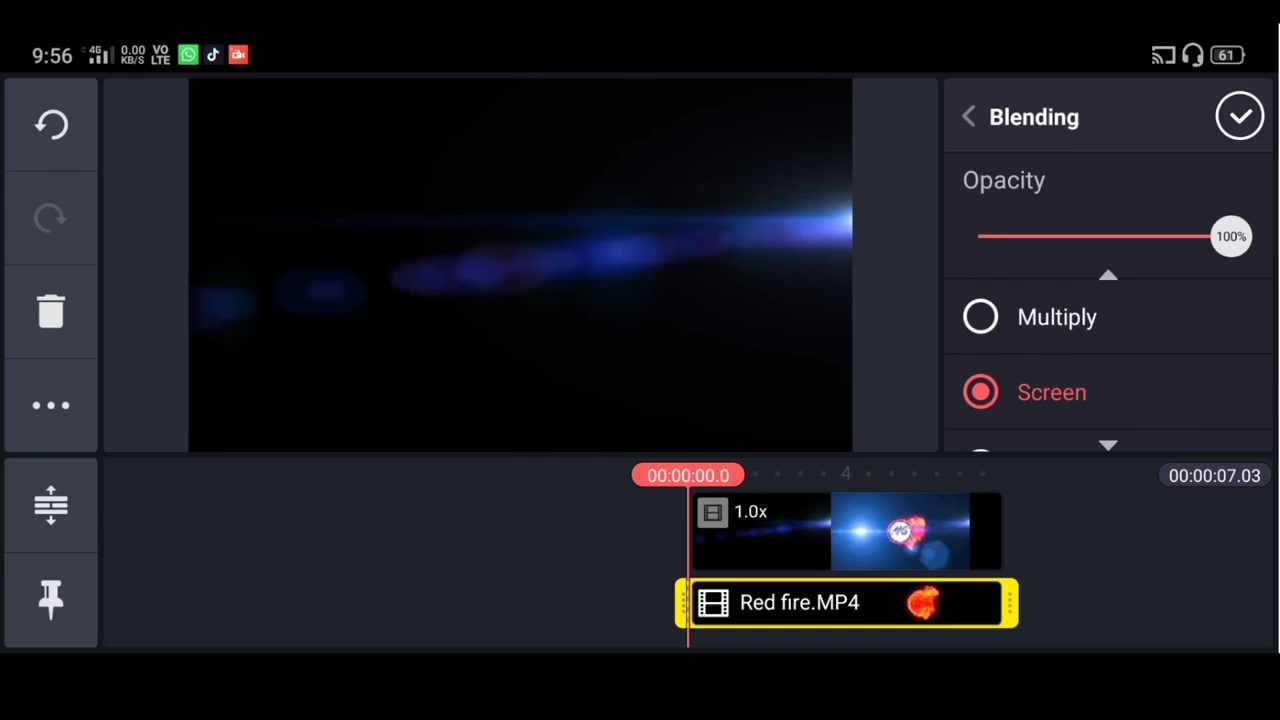 9:56 4G 0.00 KB/S VO LTE 61
Blending
Opacity
100%
Multiply
Screen
00:00:00.0 4 00:00:07.03
1.0x
Red fire.MP4